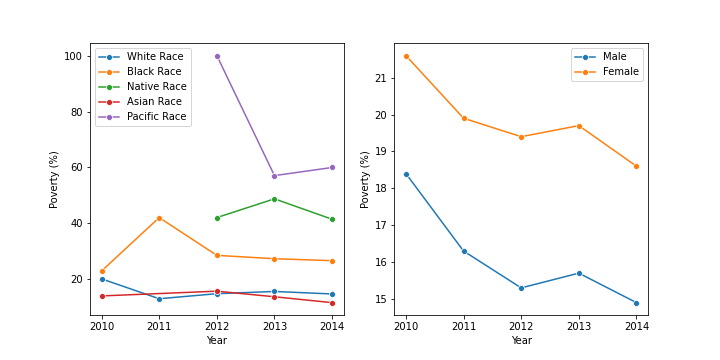 Poverty (%)
100
80
60
40
20
White Race
Black Race
Native Race
Asian Race
Pacific Race
2010 2011 2012 2013 2014
Year
Poverty (%)
21
20
19
18
17
16
15
Male
Female
2010 2011 2012 2013 2014
Year